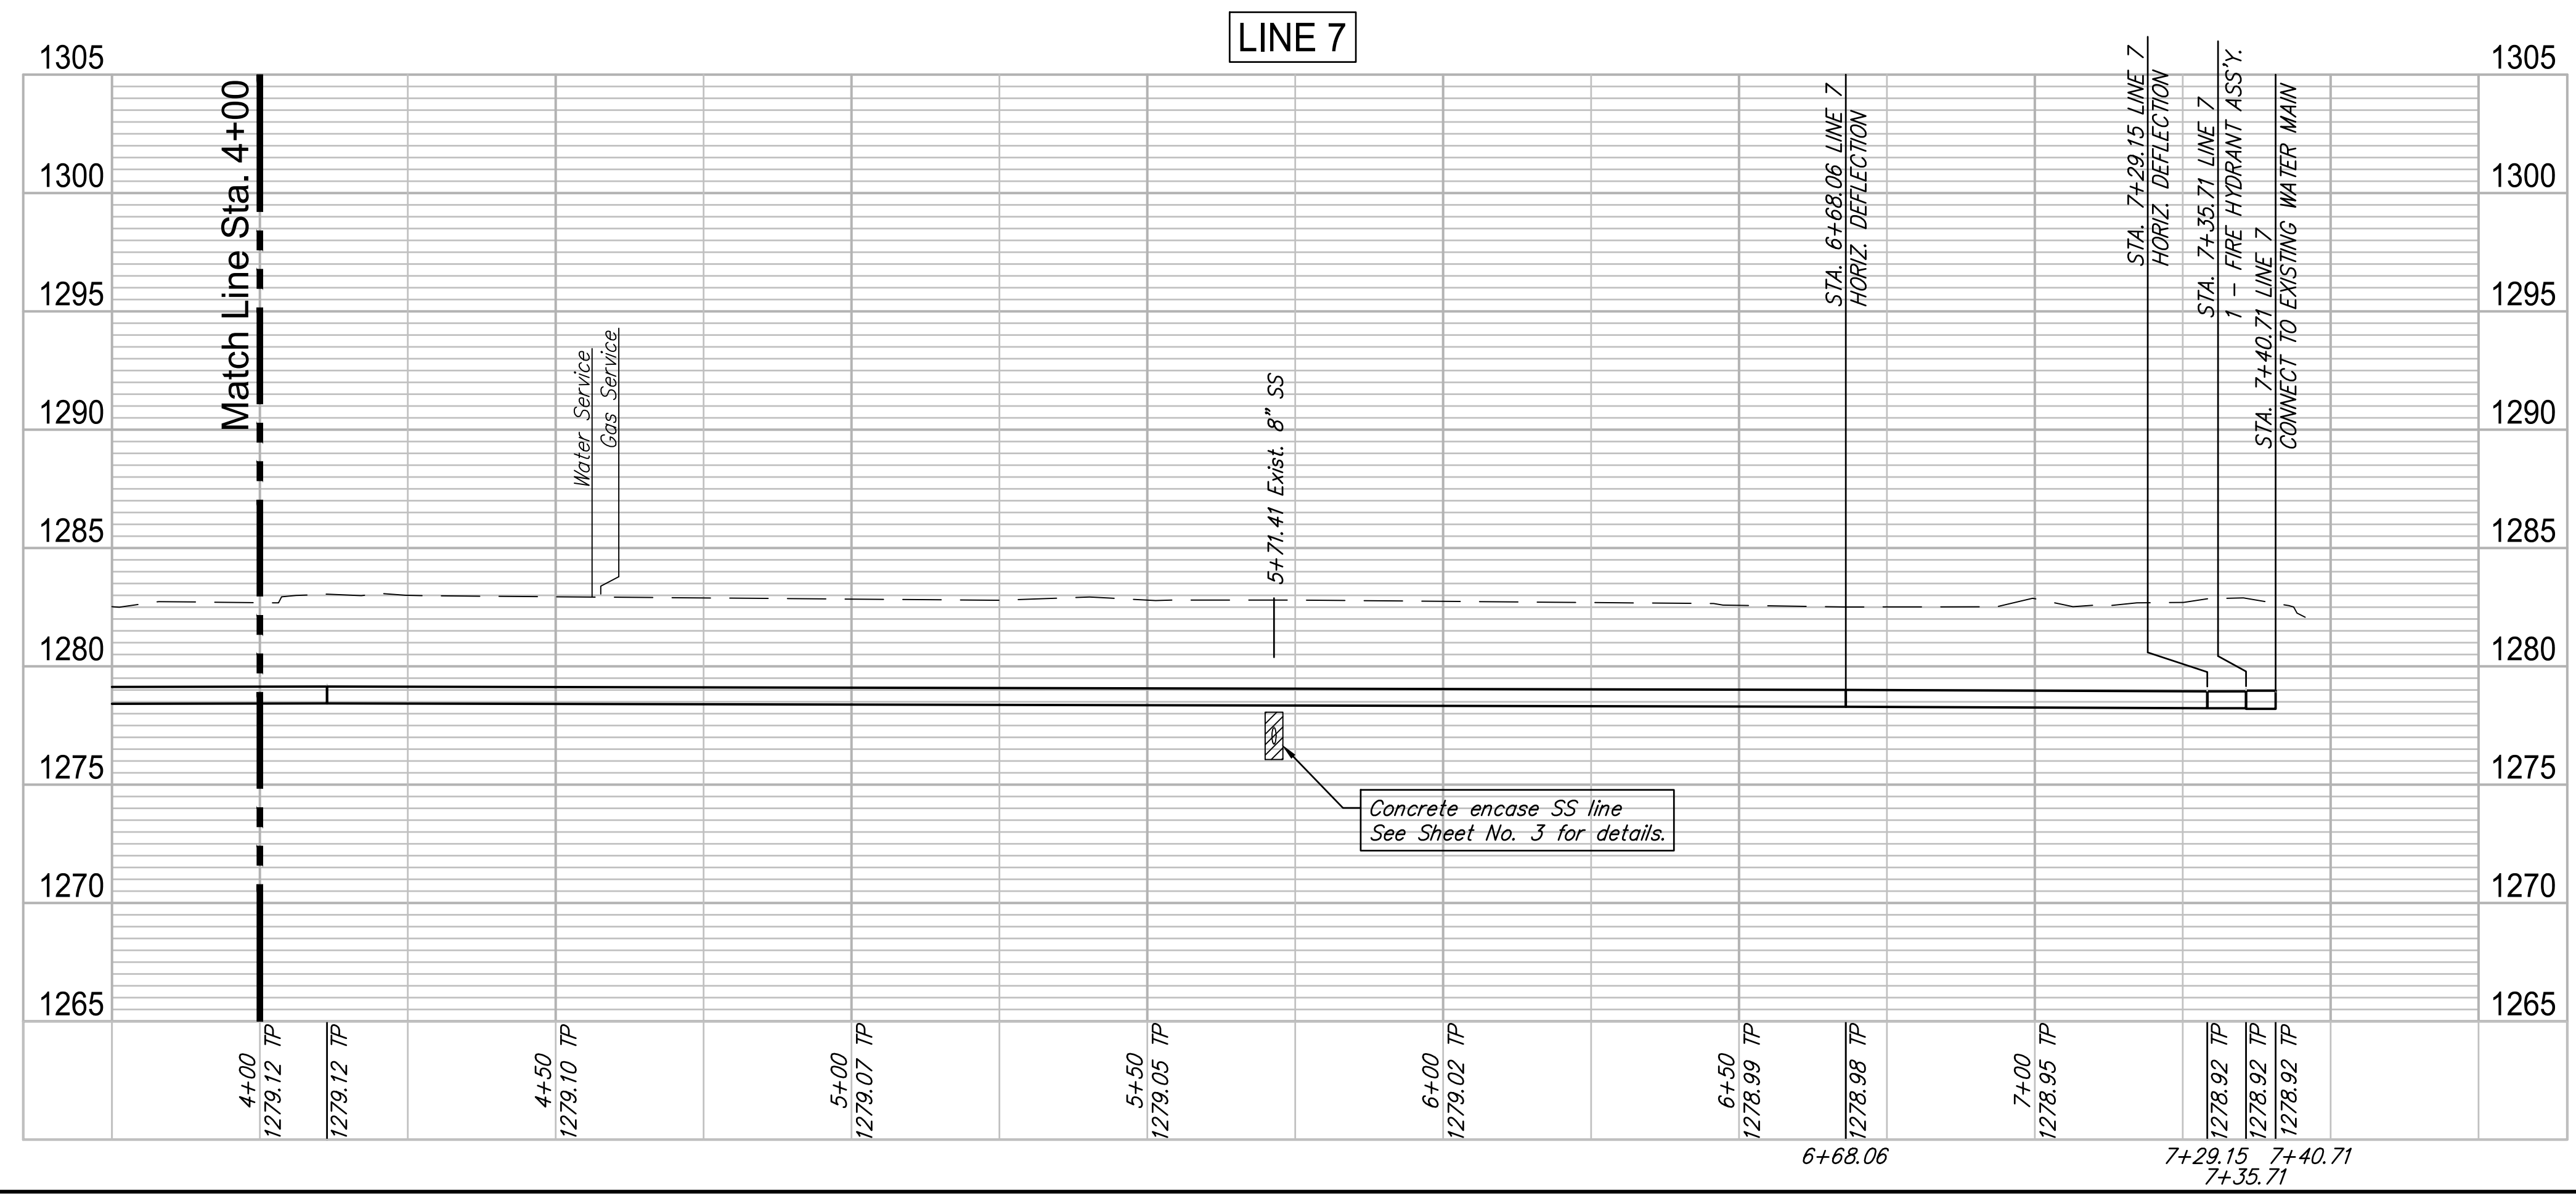 LINE 7
1305
1300
1295
1290
1285
1280
1275
1270
1265
Match Line Sta. 4+00
Water Service
Gas Service
5+71.41 Exist. 8" SS
STA. 6+68.06 LINE 7
HORIZ. DEFLECTION
STA. 7+29.15 LINE 7
HORIZ. DEFLECTION
STA. 7+35.71 LINE 7
1 - FIRE HYDRANT ASS'Y.
STA. 7+40.71 LINE 7
CONNECT TO EXISTING WATER MAIN
Concrete encase SS line
See Sheet No. 3 for details.
1305
1300
1295
1290
1285
1280
1275
1270
1265
4+00
1279.12 TP
1279.12 TP
4+50
1279.10 TP
5+00
1279.07 TP
5+50
1279.05 TP
6+00
1279.02 TP
6+50
1278.99 TP
1278.98 TP
7+00
1278.95 TP
1278.92 TP
1278.92 TP
1278.92 TP
6+68.06
7+29.15
7+40.71
7+35.71